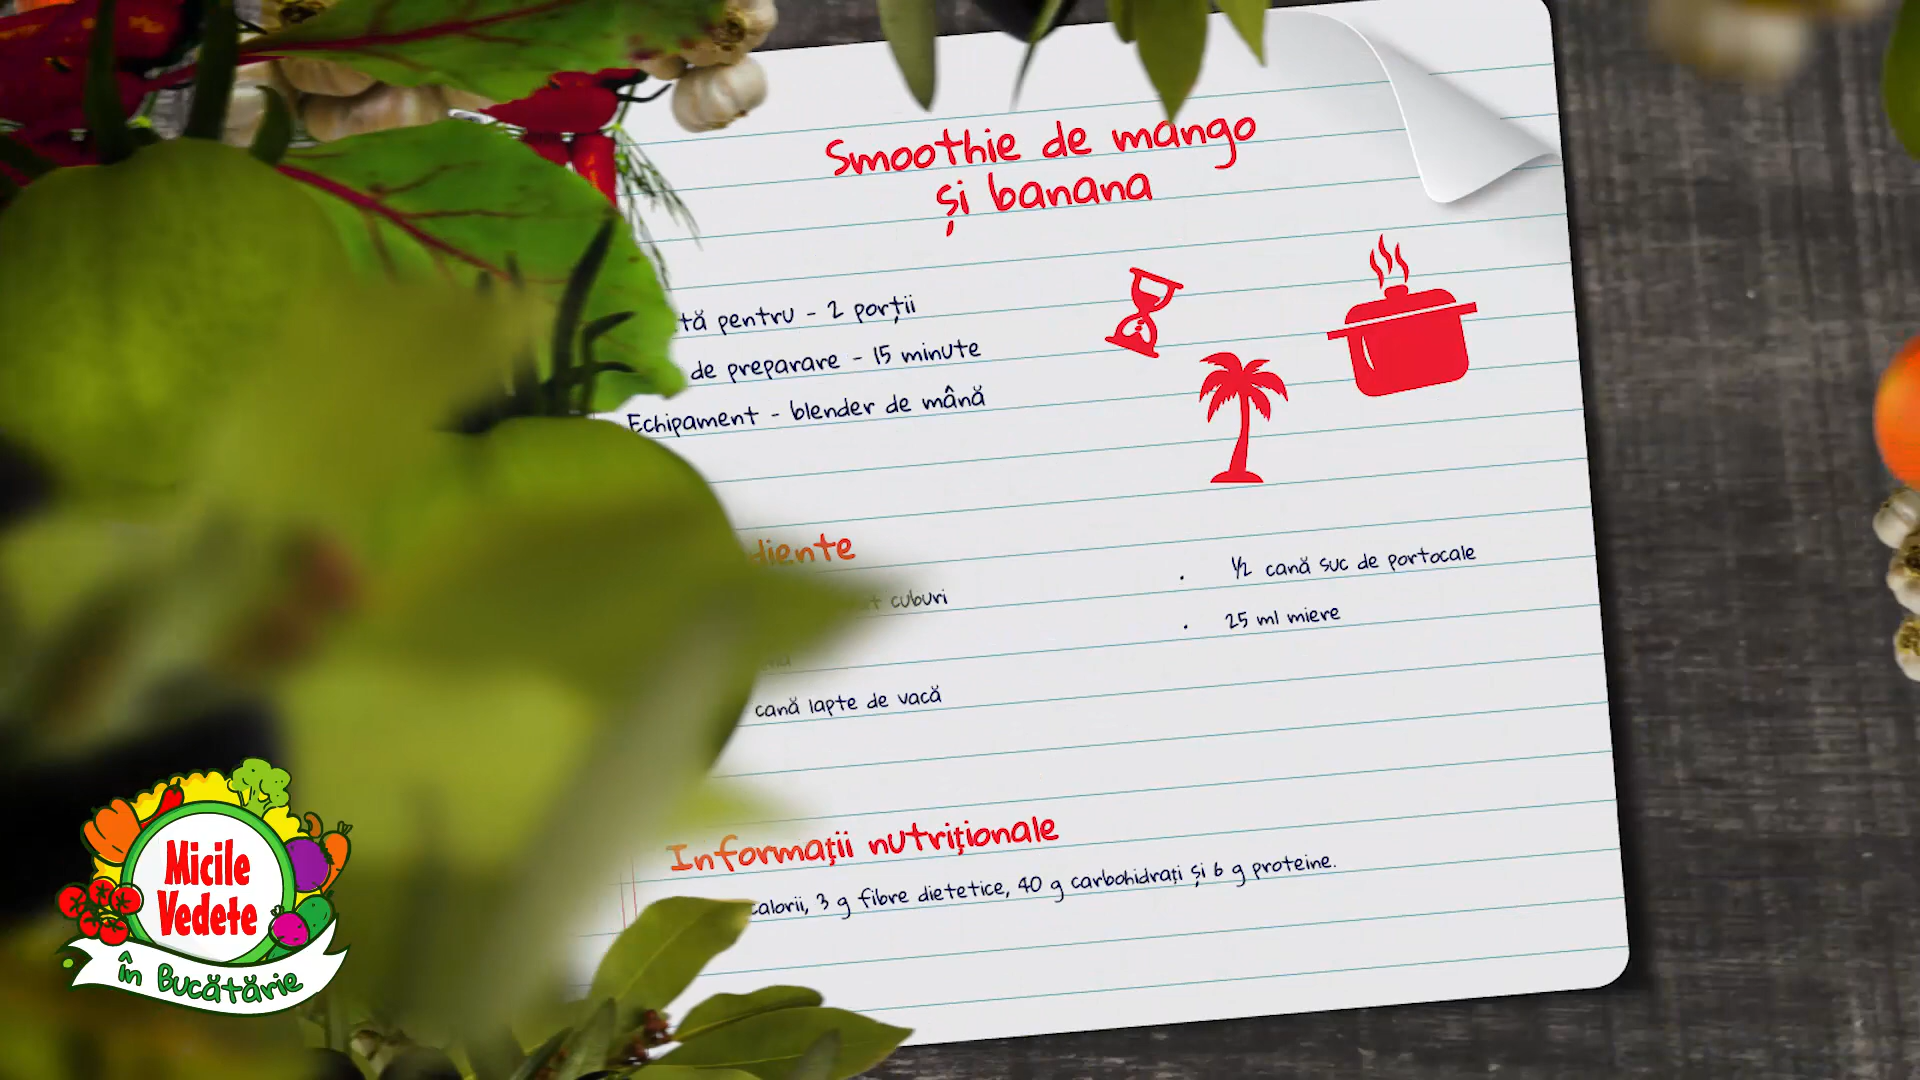 Smoothie de mango
și banana
pentru - 2 porții
de preparare - 15 minute
Echipament - blender de mână
cuburi
cană lapte de vacă
· ½ cană suc de portocale
· 25 ml miere
Informații nutriționale
calorii, 3 g fibre dietetice, 40 g carbohidrați și 6 g proteine.
Micile
Vedete
în Bucătărie